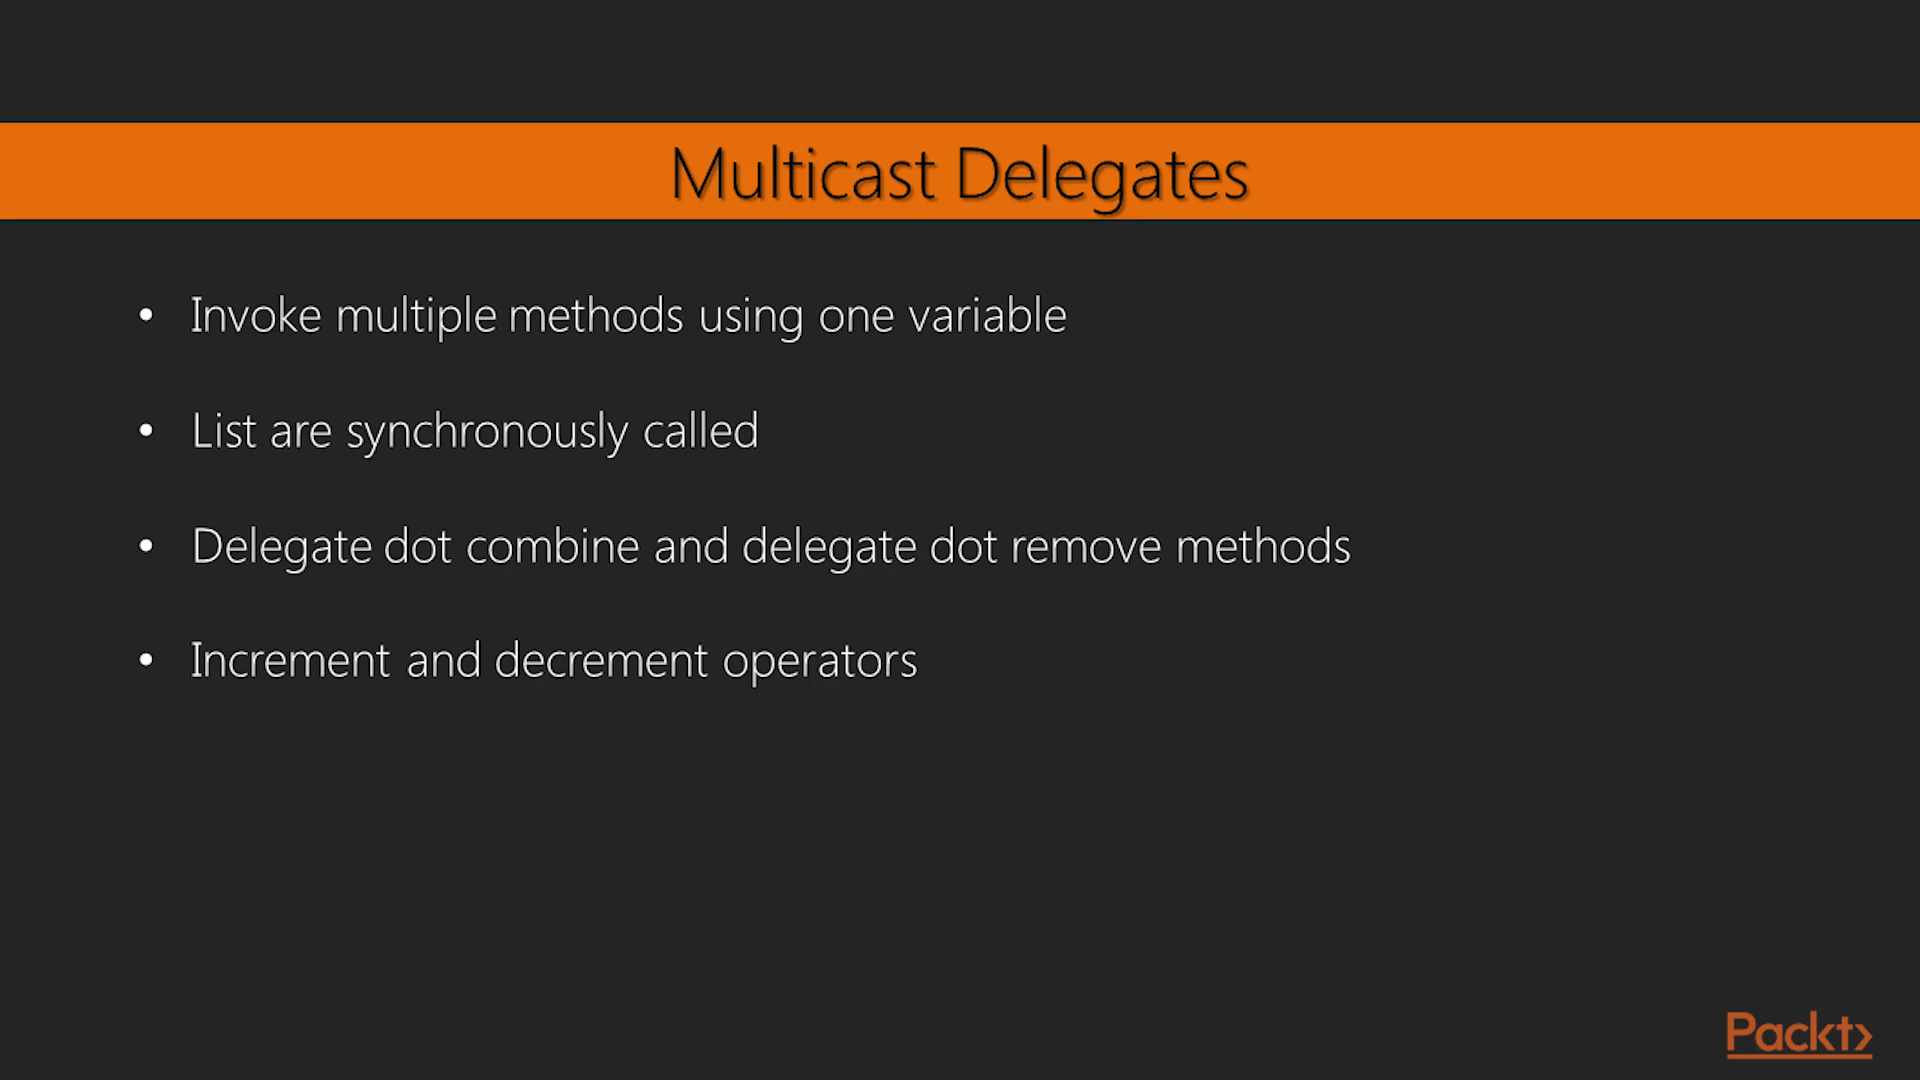 Multicast Delegates
• Invoke multiple methods using one variable
• List are synchronously called
• Delegate dot combine and delegate dot remove methods
• Increment and decrement operators
Packt>